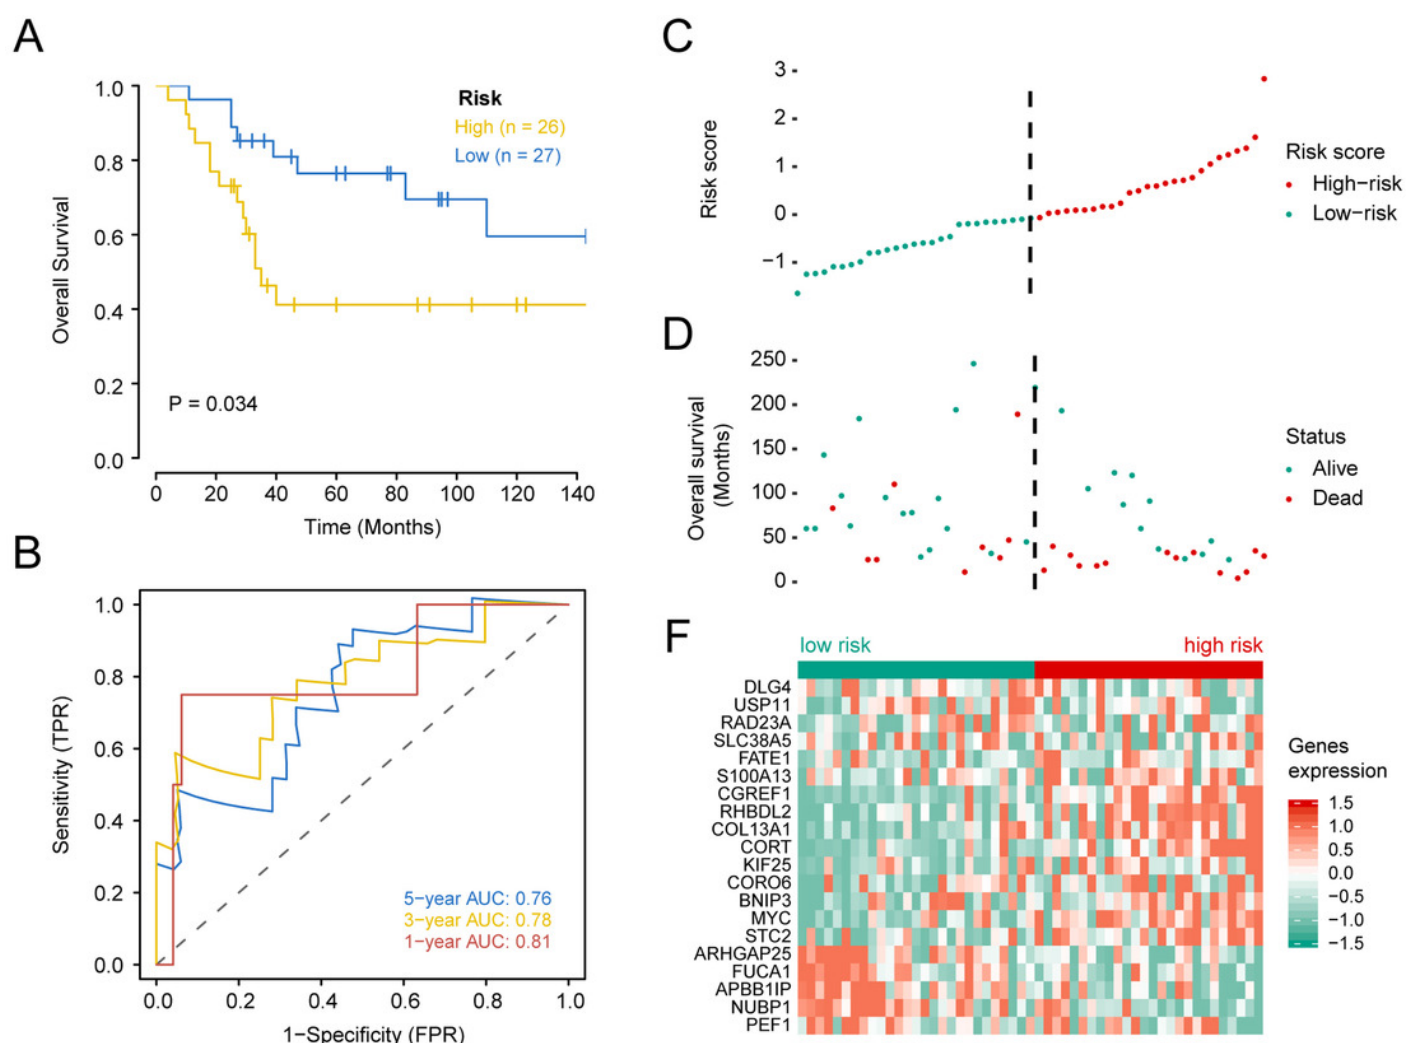 A
1.0
0.8
0.6
0.4
0.2
0.0
Overall Survival
Risk
High (n = 26)
Low (n = 27)
P = 0.034
0 20 40 60 80 100 120 140
Time (Months)
B
1.0
0.8
0.6
0.4
0.2
0.0
Sensitivity (TPR)
5−year AUC: 0.76
3−year AUC: 0.78
1−year AUC: 0.81
0.0 0.2 0.4 0.6 0.8 1.0
1−Specificity (FPR)
C
3
2
1
0
−1
Risk score
Risk score
High−risk
Low−risk
D
250
200
150
100
50
0
Overall survival
(Months)
Status
Alive
Dead
F
low risk high risk
DLG4
USP11
RAD23A
SLC38A5
FATE1
S100A13
CGREF1
RHBDL2
COL13A1
CORT
KIF25
CORO6
BNIP3
MYC
STC2
ARHGAP25
FUCA1
APBB1IP
NUBP1
PEF1
Genes
expression
1.5
1.0
0.5
0.0
−0.5
−1.0
−1.5